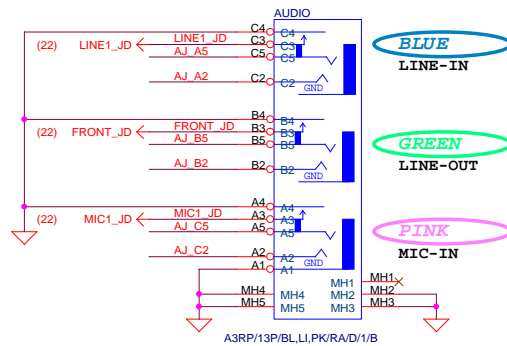 AUDIO
C4 C4
(22) LINE1_JD LINE1_JD C3 C3
AJ_A5 C5 C5
AJ_A2 C2 C2
GND
BLUE
LINE-IN
B4 B4
(22) FRONT_JD FRONT_JD B3 B3
AJ_B5 B5 B5
AJ_B2 B2 B2
GND
GREEN
LINE-OUT
A4 A4
(22) MIC1_JD MIC1_JD A3 A3
AJ_C5 A5 A5
AJ_C2 A2 A2
GND
A1 A1
PINK
MIC-IN
MH1 MH1
MH4 MH4 MH2 MH2
MH5 MH5 MH3 MH3
A3RP/13P/BL,LI,PK/RA/D/1/B